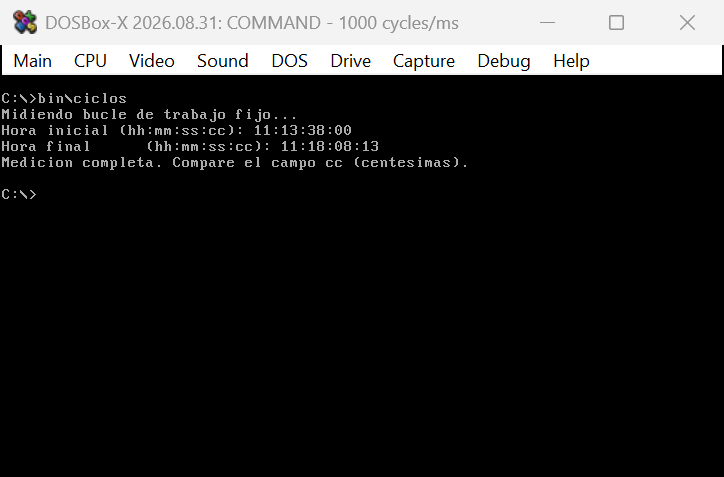 DOSBox-X 2026.08.31: COMMAND - 1000 cycles/ms
Main CPU Video Sound DOS Drive Capture Debug Help
C:\>bin\ciclos
Midiendo bucle de trabajo fijo...
Hora inicial (hh:mm:ss:cc): 11:13:38:00
Hora final      (hh:mm:ss:cc): 11:18:08:13
Medicion completa. Compare el campo cc (centesimas).
C:\>